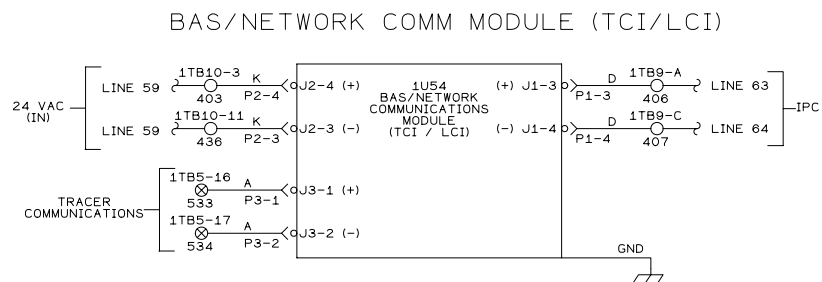 BAS/NETWORK COMM MODULE (TCI/LCI)
24 VAC
(IN)
LINE 59
1TB10-3
403
K
P2-4
J2-4 (+)
LINE 59
1TB10-11
436
K
P2-3
J2-3 (-)
TRACER
COMMUNICATIONS
1TB5-16
533
A
P3-1
J3-1 (+)
1TB5-17
534
A
P3-2
J3-2 (-)
1U54
BAS/NETWORK
COMMUNICATIONS
MODULE
(TCI / LCI)
(+) J1-3
D
P1-3
1TB9-A
406
LINE 63
(-) J1-4
D
P1-4
1TB9-C
407
LINE 64
IPC
GND